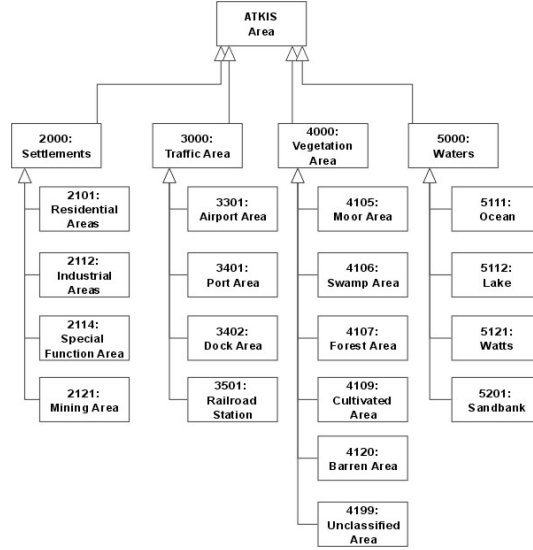 ATKIS
Area
2000:
Settlements
3000:
Traffic Area
4000:
Vegetation
Area
5000:
Waters
2101:
Residential
Areas
2112:
Industrial
Areas
2114:
Special
Function Area
2121:
Mining Area
3301:
Airport Area
3401:
Port Area
3402:
Dock Area
3501:
Railroad
Station
4105:
Moor Area
4106:
Swamp Area
4107:
Forest Area
4109:
Cultivated
Area
4120:
Barren Area
4199:
Unclassified
Area
5111:
Ocean
5112:
Lake
5121:
Watts
5201:
Sandbank